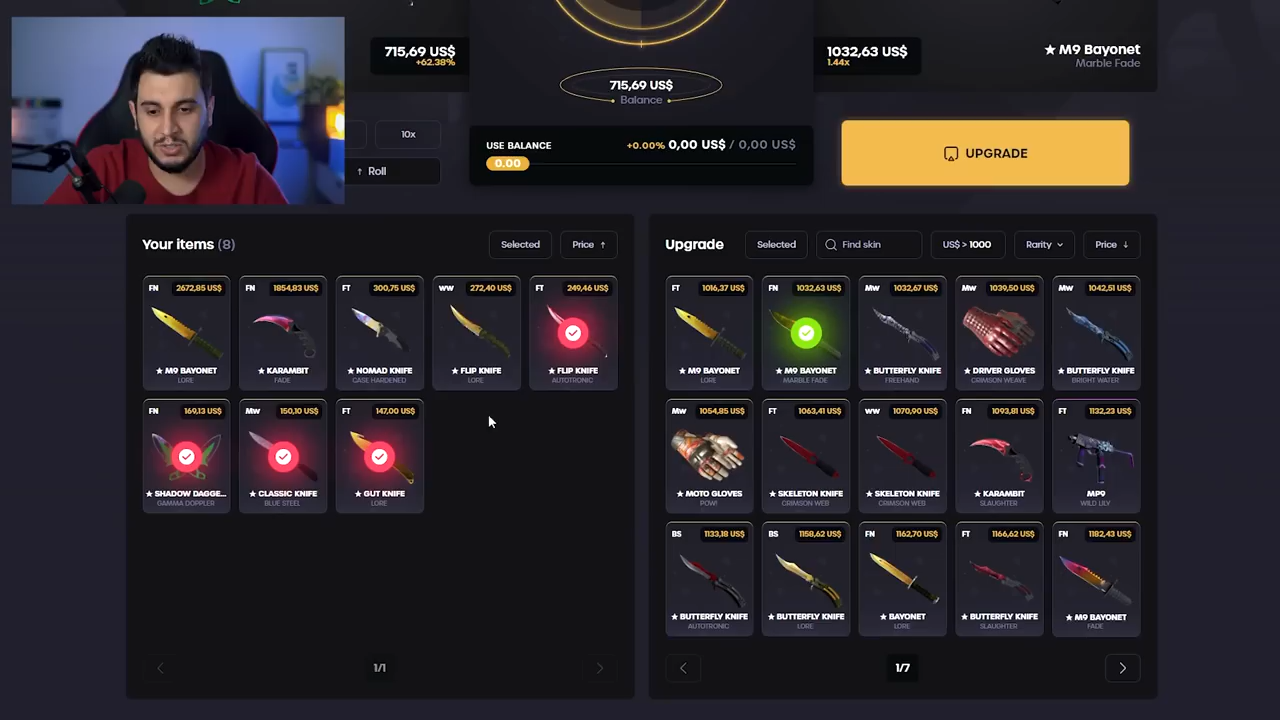 715,69 US$
+62.38%
1032,63 US$
1.44x
★ M9 Bayonet
Marble Fade
715,69 US$
Balance
10x
↑ Roll
USE BALANCE
+0.00% 0,00 US$ / 0,00 US$
0.00
UPGRADE
Your items (8)
Selected
Price ↑
FN 2672,85 US$
★ M9 BAYONET
LORE
FN 1854,83 US$
★ KARAMBIT
FADE
FT 300,75 US$
★ NOMAD KNIFE
CASE HARDENED
WW 272,40 US$
★ FLIP KNIFE
LORE
FT 249,46 US$
★ FLIP KNIFE
AUTOTRONIC
FN 169,13 US$
★ SHADOW DAGGE...
GAMMA DOPPLER
MW 150,10 US$
★ CLASSIC KNIFE
BLUE STEEL
FT 147,00 US$
★ GUT KNIFE
LORE
1/1
Upgrade
Selected
Find skin
US$ > 1000
Rarity
Price ↓
FT 1016,37 US$
★ M9 BAYONET
LORE
FN 1032,63 US$
★ M9 BAYONET
MARBLE FADE
MW 1032,67 US$
★ BUTTERFLY KNIFE
FREEHAND
MW 1039,50 US$
★ DRIVER GLOVES
CRIMSON WEAVE
MW 1042,51 US$
★ BUTTERFLY KNIFE
BRIGHT WATER
MW 1054,85 US$
★ MOTO GLOVES
POW!
FT 1063,41 US$
★ SKELETON KNIFE
CRIMSON WEB
WW 1070,90 US$
★ SKELETON KNIFE
CRIMSON WEB
FN 1093,81 US$
★ KARAMBIT
SLAUGHTER
FT 1132,23 US$
MP9
WILD LILY
BS 1133,18 US$
★ BUTTERFLY KNIFE
AUTOTRONIC
BS 1158,62 US$
★ BUTTERFLY KNIFE
LORE
FN 1162,70 US$
★ BAYONET
LORE
FT 1166,62 US$
★ BUTTERFLY KNIFE
SLAUGHTER
FN 1182,43 US$
★ M9 BAYONET
FADE
1/7